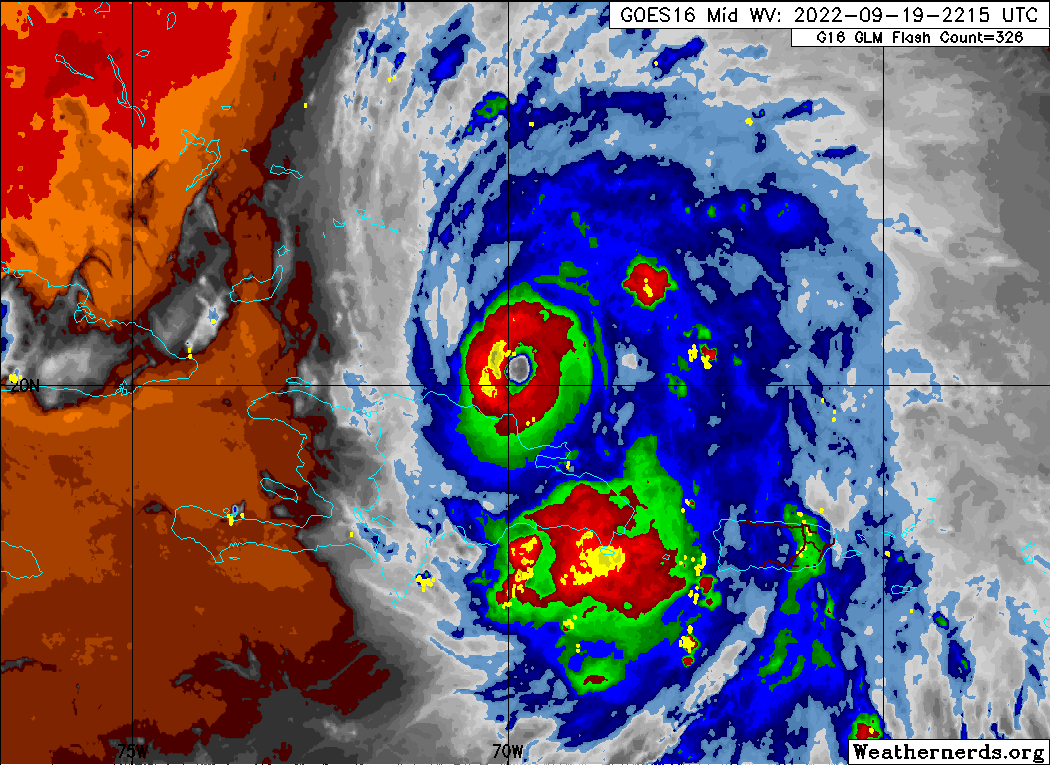 GOES16 Mid WV: 2022-09-19-2215 UTC
G16 GLM Flash Count=326
20N
75W
70W
Weathernerds.org